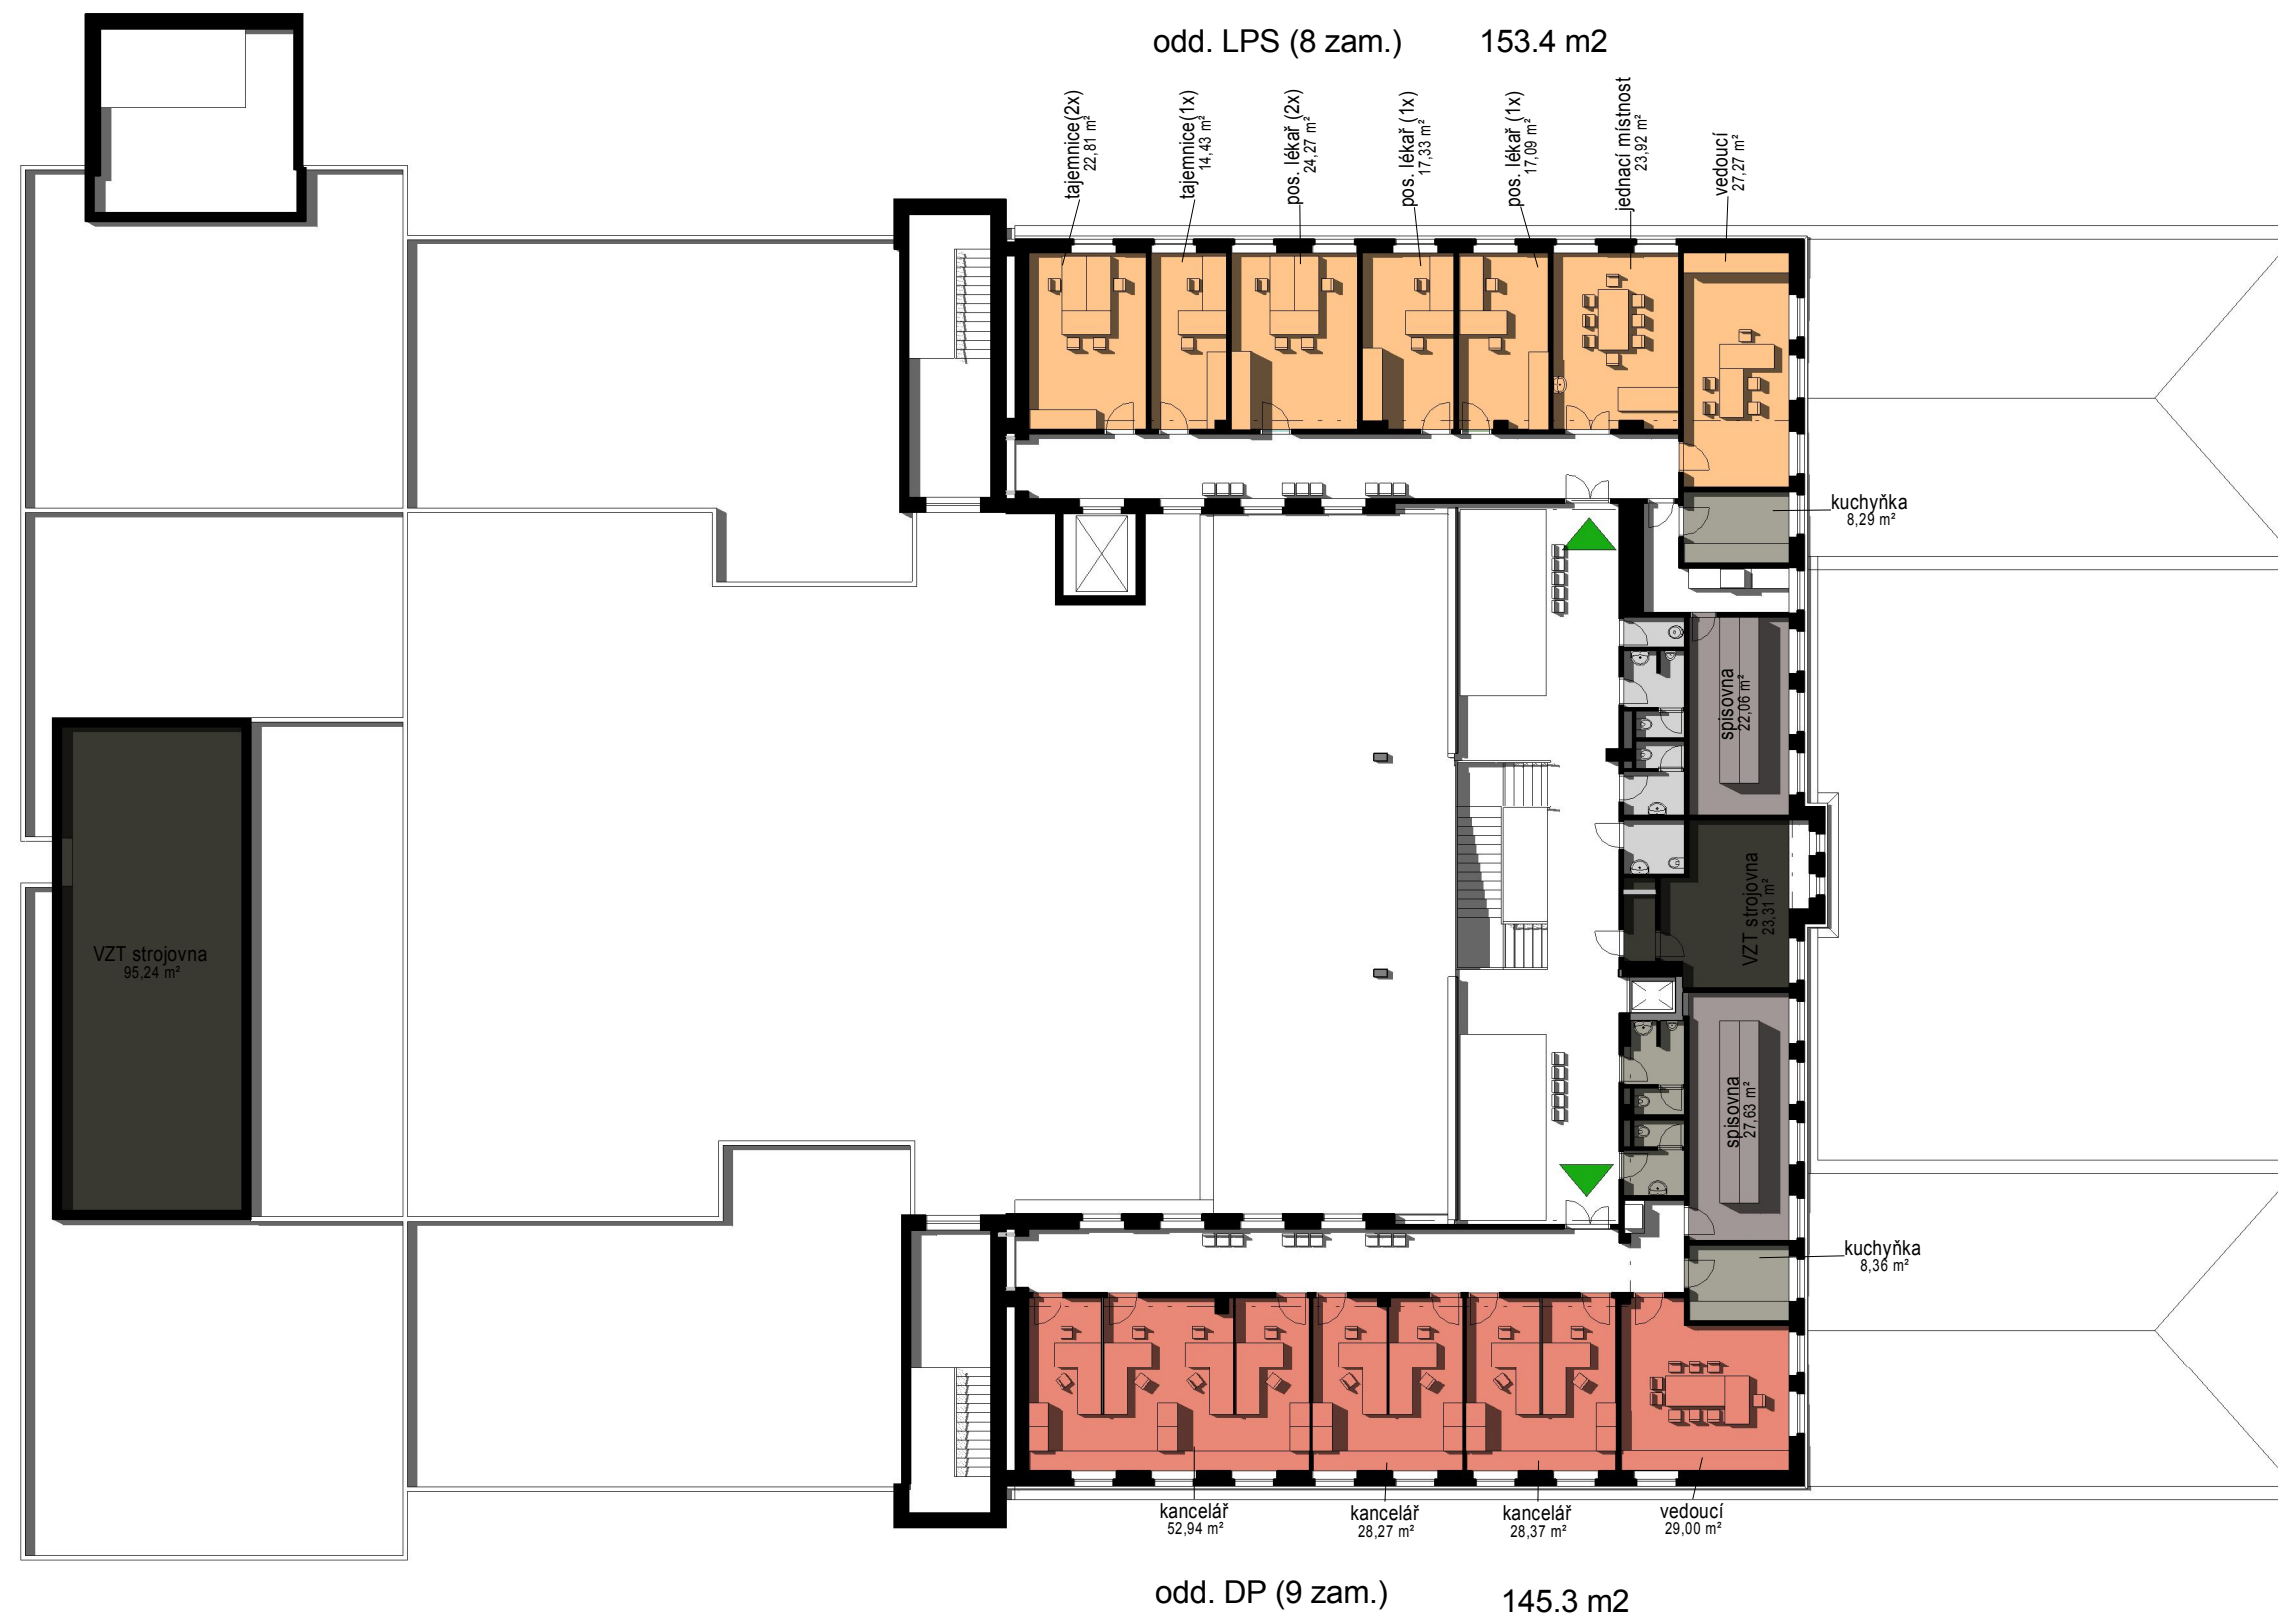 odd. LPS (8 zam.) 153.4 m2
tajemnice(2x)
22,81 m²
tajemnice(1x)
14,43 m²
pos. lékař (2x)
24,27 m²
pos. lékař (1x)
17,33 m²
pos. lékař (1x)
17,09 m²
jednací místnost
23,92 m²
vedoucí
27,27 m²
kuchyňka
8,29 m²
spisovna
22,06 m²
VZT strojovna
23,31 m²
VZT strojovna
95,24 m²
spisovna
27,63 m²
kuchyňka
8,36 m²
kancelář
52,94 m²
kancelář
28,27 m²
kancelář
28,37 m²
vedoucí
29,00 m²
odd. DP (9 zam.) 145.3 m2